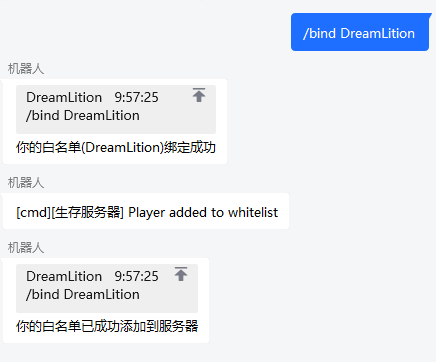 /bind DreamLition
机器人
DreamLition 9:57:25
/bind DreamLition
你的白名单(DreamLition)绑定成功
机器人
[cmd][生存服务器] Player added to whitelist
机器人
DreamLition 9:57:25
/bind DreamLition
你的白名单已成功添加到服务器